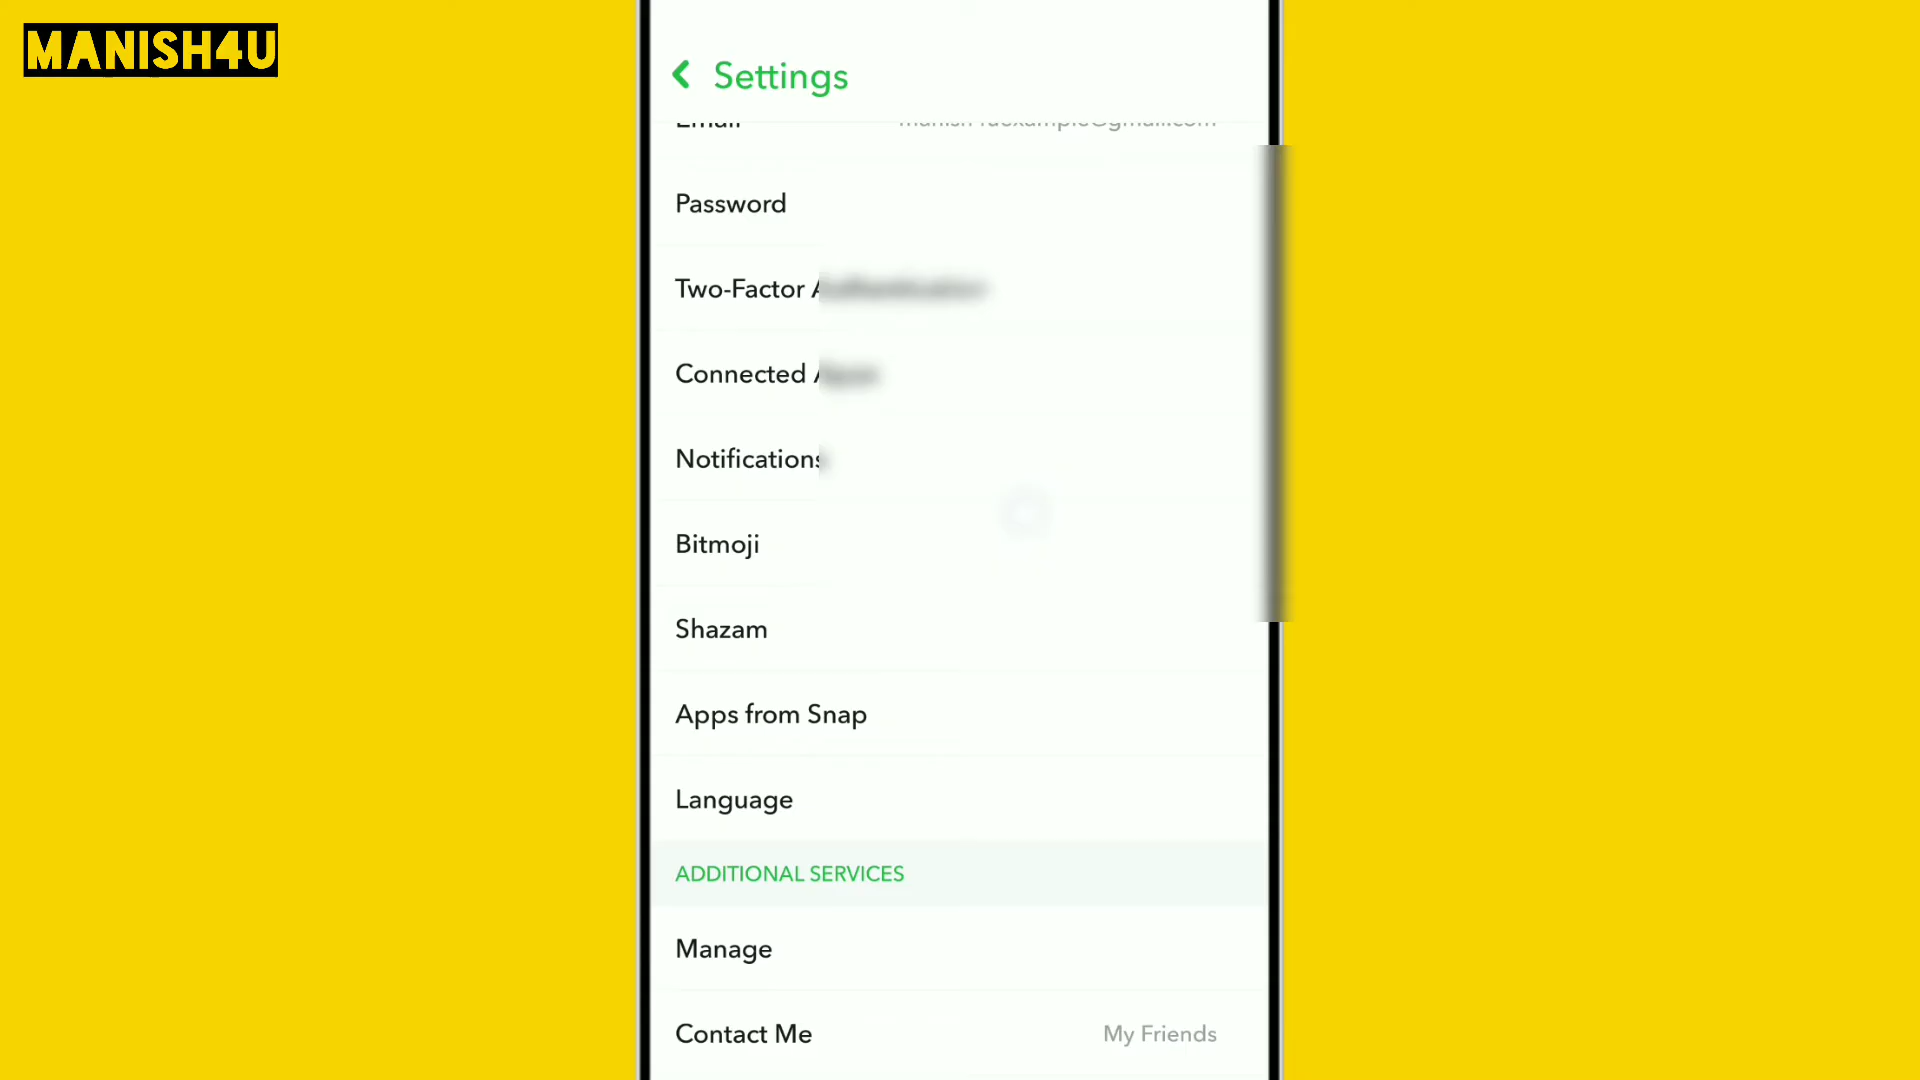 MANISH4U
Settings
Email
Password
Two-Factor
Connected
Notifications
Bitmoji
Shazam
Apps from Snap
Language
ADDITIONAL SERVICES
Manage
Contact Me My Friends